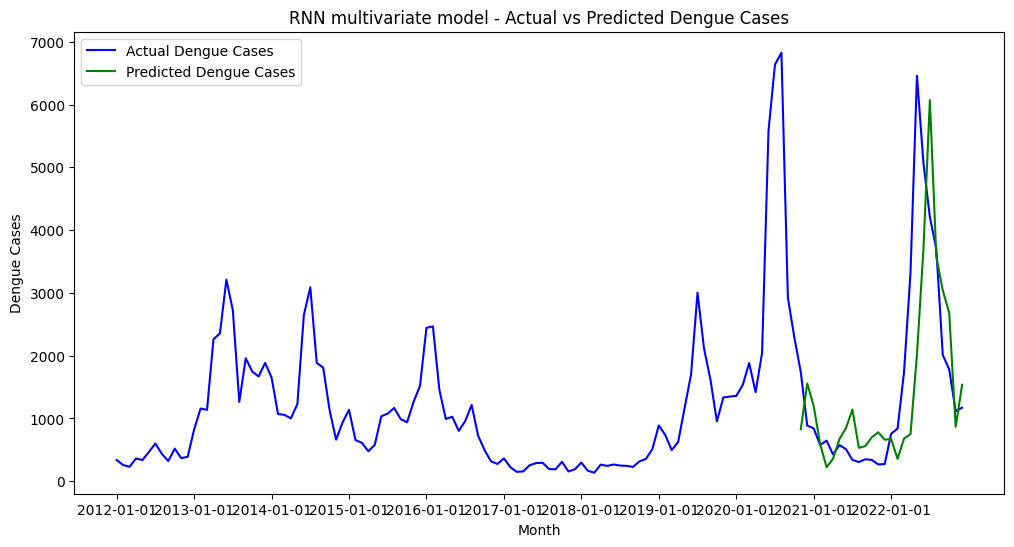 RNN multivariate model - Actual vs Predicted Dengue Cases
Actual Dengue Cases
Predicted Dengue Cases
Dengue Cases
7000
6000
5000
4000
3000
2000
1000
0
2012-01-01 2013-01-01 2014-01-01 2015-01-01 2016-01-01 2017-01-01 2018-01-01 2019-01-01 2020-01-01 2021-01-01 2022-01-01
Month